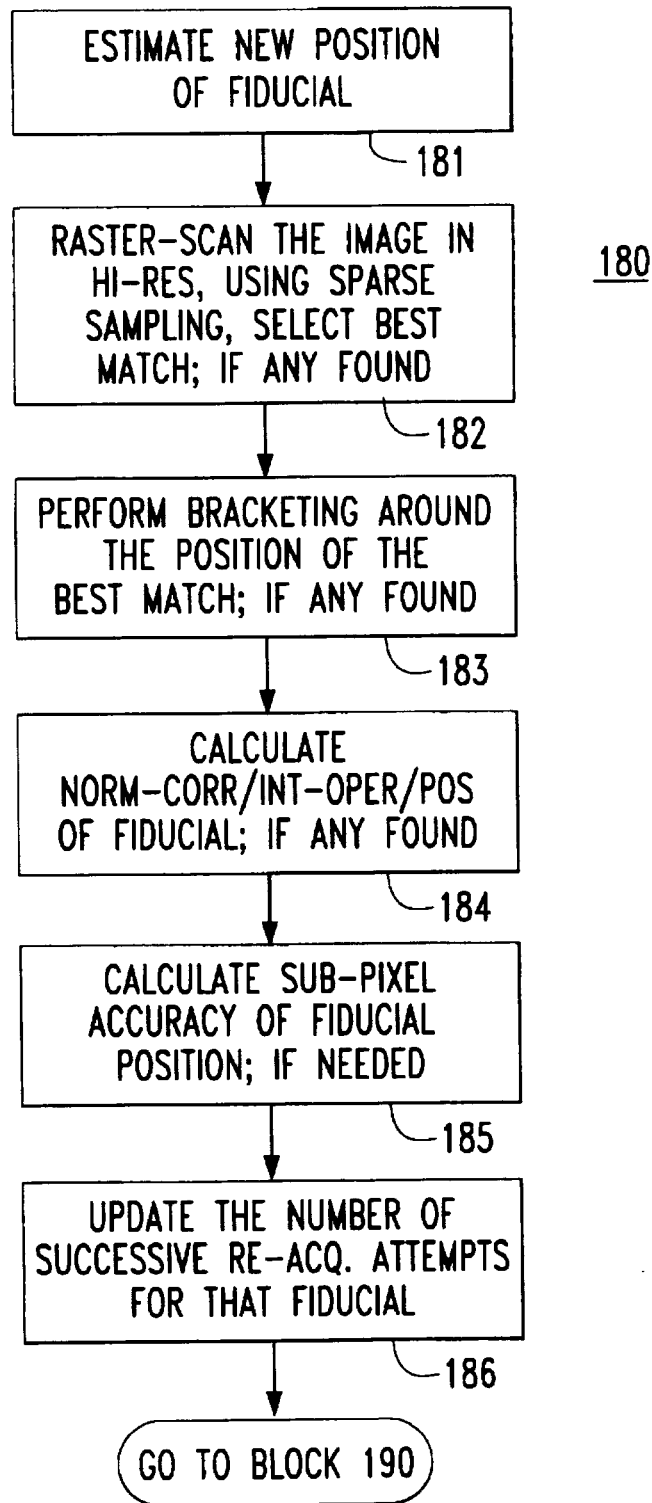 ESTIMATE NEW POSITION
OF FIDUCIAL
181
RASTER-SCAN THE IMAGE IN
HI-RES, USING SPARSE
SAMPLING, SELECT BEST
MATCH; IF ANY FOUND
180
182
PERFORM BRACKETING AROUND
THE POSITION OF THE
BEST MATCH; IF ANY FOUND
183
CALCULATE
NORM-CORR/INT-OPER/POS
OF FIDUCIAL; IF ANY FOUND
184
CALCULATE SUB-PIXEL
ACCURACY OF FIDUCIAL
POSITION; IF NEEDED
185
UPDATE THE NUMBER OF
SUCCESSIVE RE-ACQ. ATTEMPTS
FOR THAT FIDUCIAL
186
GO TO BLOCK 190